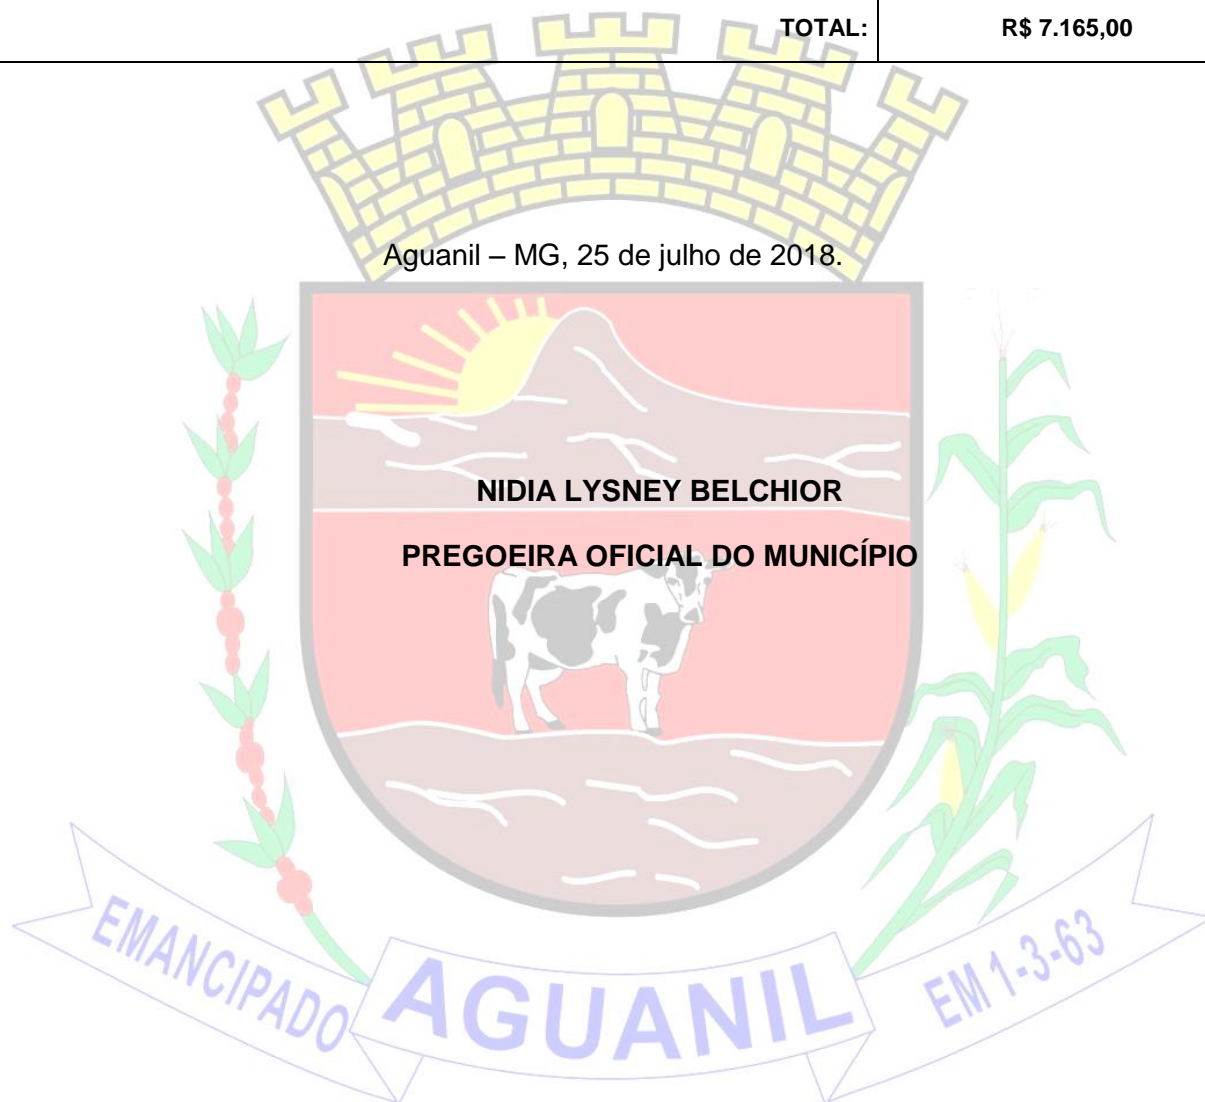 TOTAL: R$ 7.165,00
Aguanil – MG, 25 de julho de 2018.
NIDIA LYSNEY BELCHIOR
PREGOEIRA OFICIAL DO MUNICÍPIO
EMANCIPADO AGUANIL EM 1-3-63